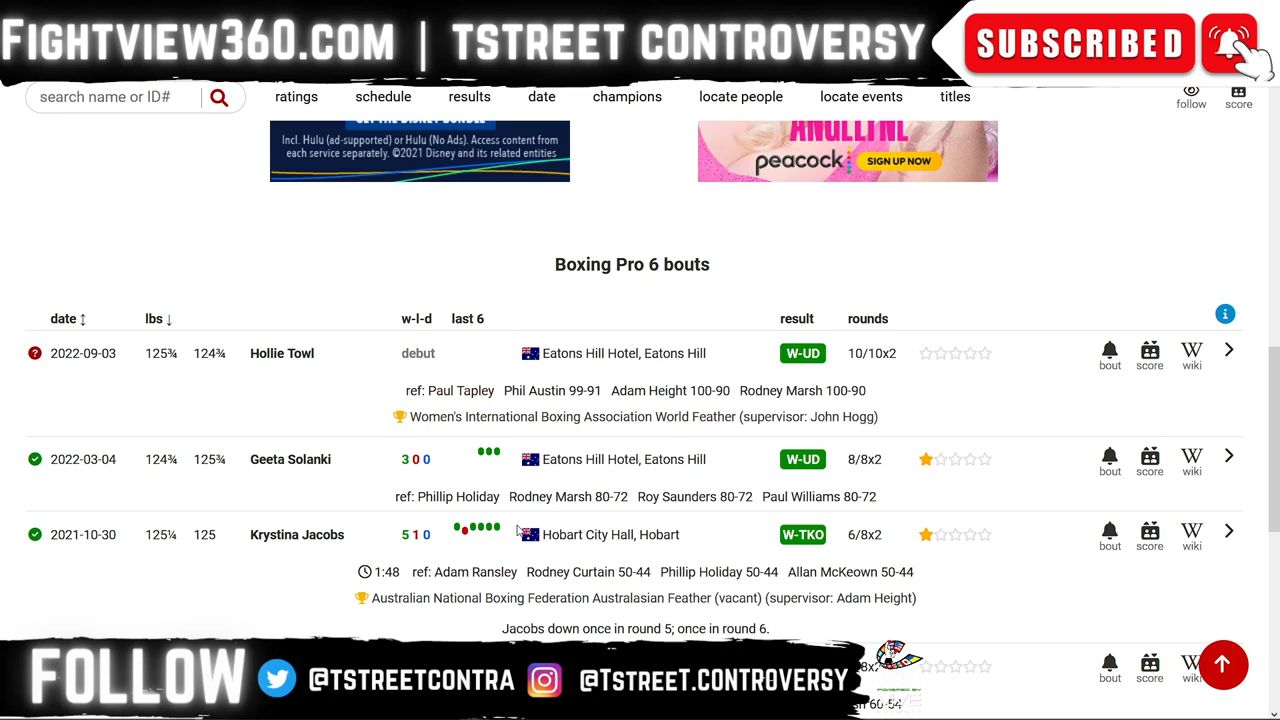 FIGHTVIEW360.COM | TSTREET CONTROVERSY
SUBSCRIBED
search name or ID#
ratings schedule results date champions locate people locate events titles
follow score
GET THE DISNEY BUNDLE
Incl. Hulu (ad-supported) or Hulu (No Ads). Access content from
each service separately. ©2021 Disney and its related entities
ANGELYNE
peacock SIGN UP NOW
Boxing Pro 6 bouts
date ↕ lbs ↓ w-l-d last 6 result rounds
2022-09-03 125¾ 124¾ Hollie Towl debut Eatons Hill Hotel, Eatons Hill W-UD 10/10x2
bout score wiki
ref: Paul Tapley Phil Austin 99-91 Adam Height 100-90 Rodney Marsh 100-90
Women's International Boxing Association World Feather (supervisor: John Hogg)
2022-03-04 124¾ 125¾ Geeta Solanki 3 0 0 Eatons Hill Hotel, Eatons Hill W-UD 8/8x2
bout score wiki
ref: Phillip Holiday Rodney Marsh 80-72 Roy Saunders 80-72 Paul Williams 80-72
2021-10-30 125¼ 125 Krystina Jacobs 5 1 0 Hobart City Hall, Hobart W-TKO 6/8x2
bout score wiki
1:48 ref: Adam Ransley Rodney Curtain 50-44 Phillip Holiday 50-44 Allan McKeown 50-44
Australian National Boxing Federation Australasian Feather (vacant) (supervisor: Adam Height)
Jacobs down once in round 5; once in round 6.
bout score
FOLLOW @TSTREETCONTRA @TSTREET.CONTROVERSY
POWERED BY